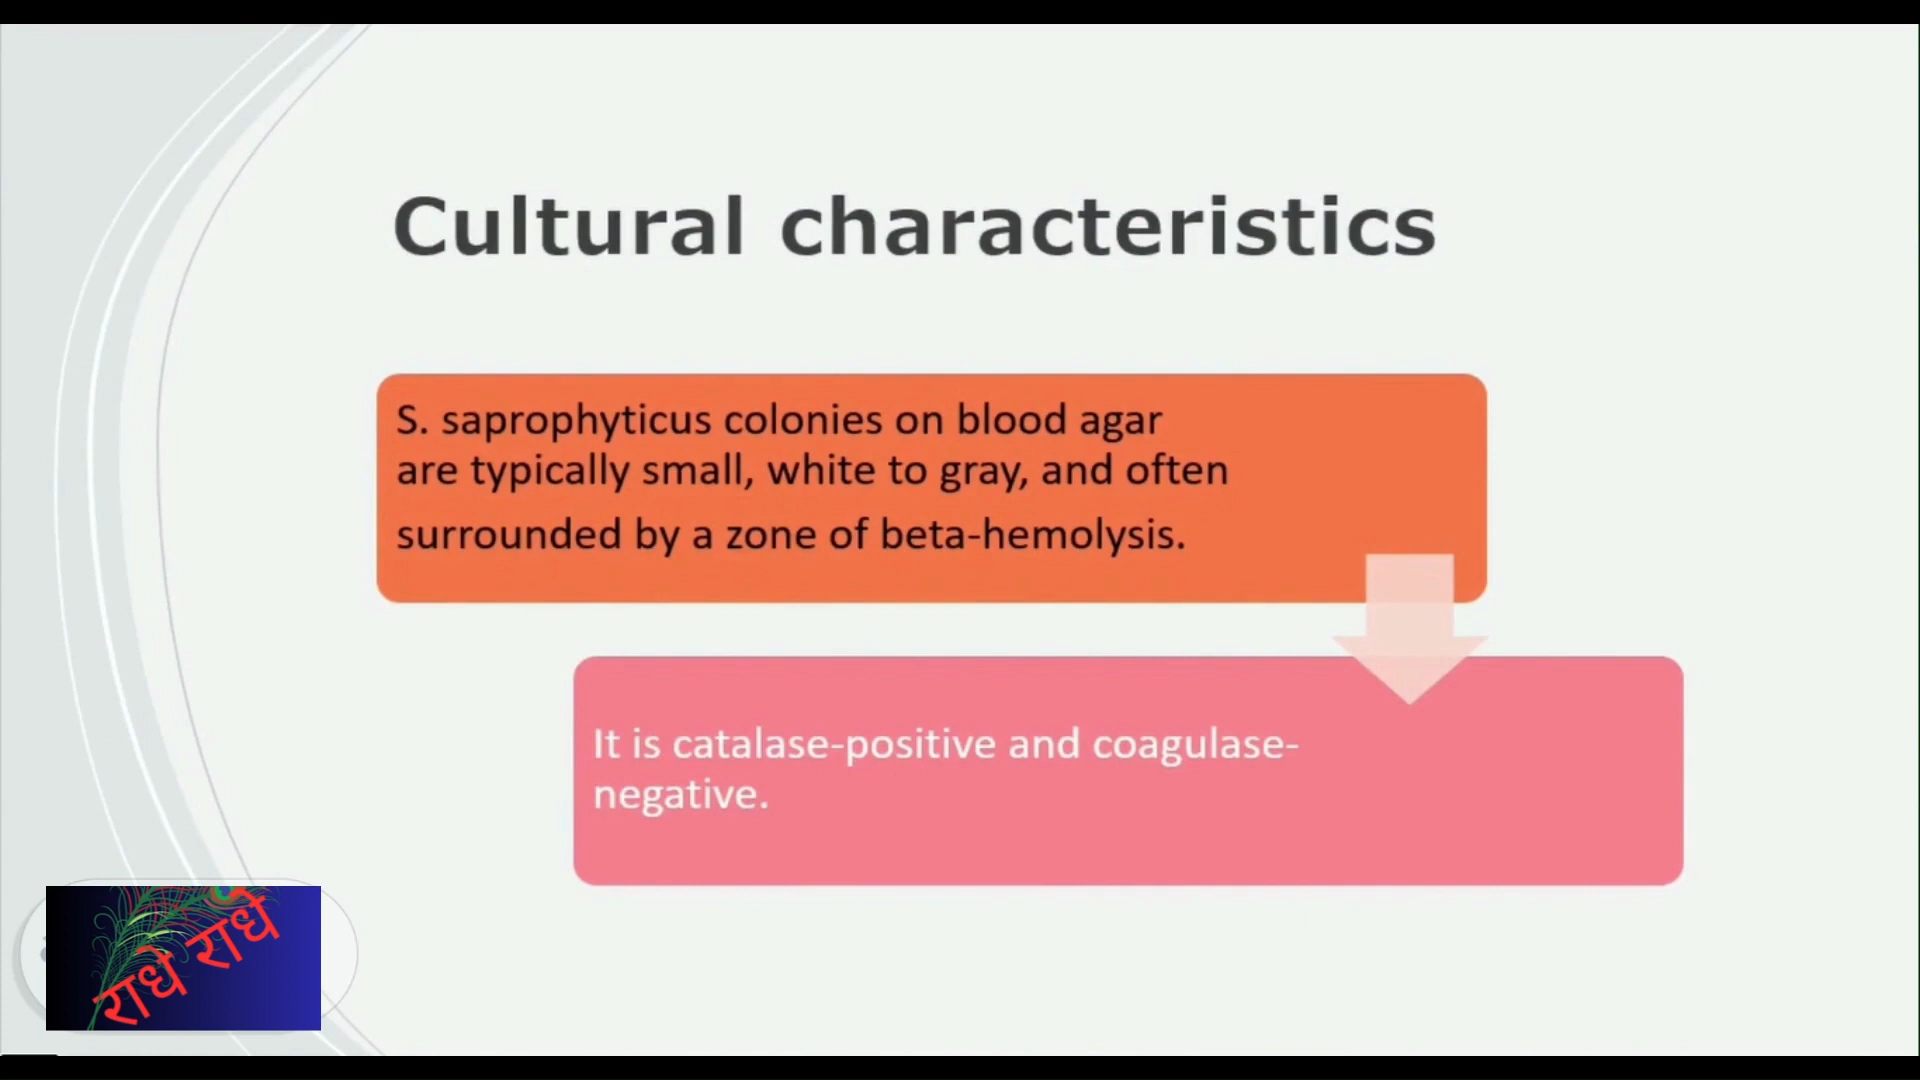 Cultural characteristics
S. saprophyticus colonies on blood agar
are typically small, white to gray, and often
surrounded by a zone of beta-hemolysis.
It is catalase-positive and coagulase-
negative.
राधे राधे